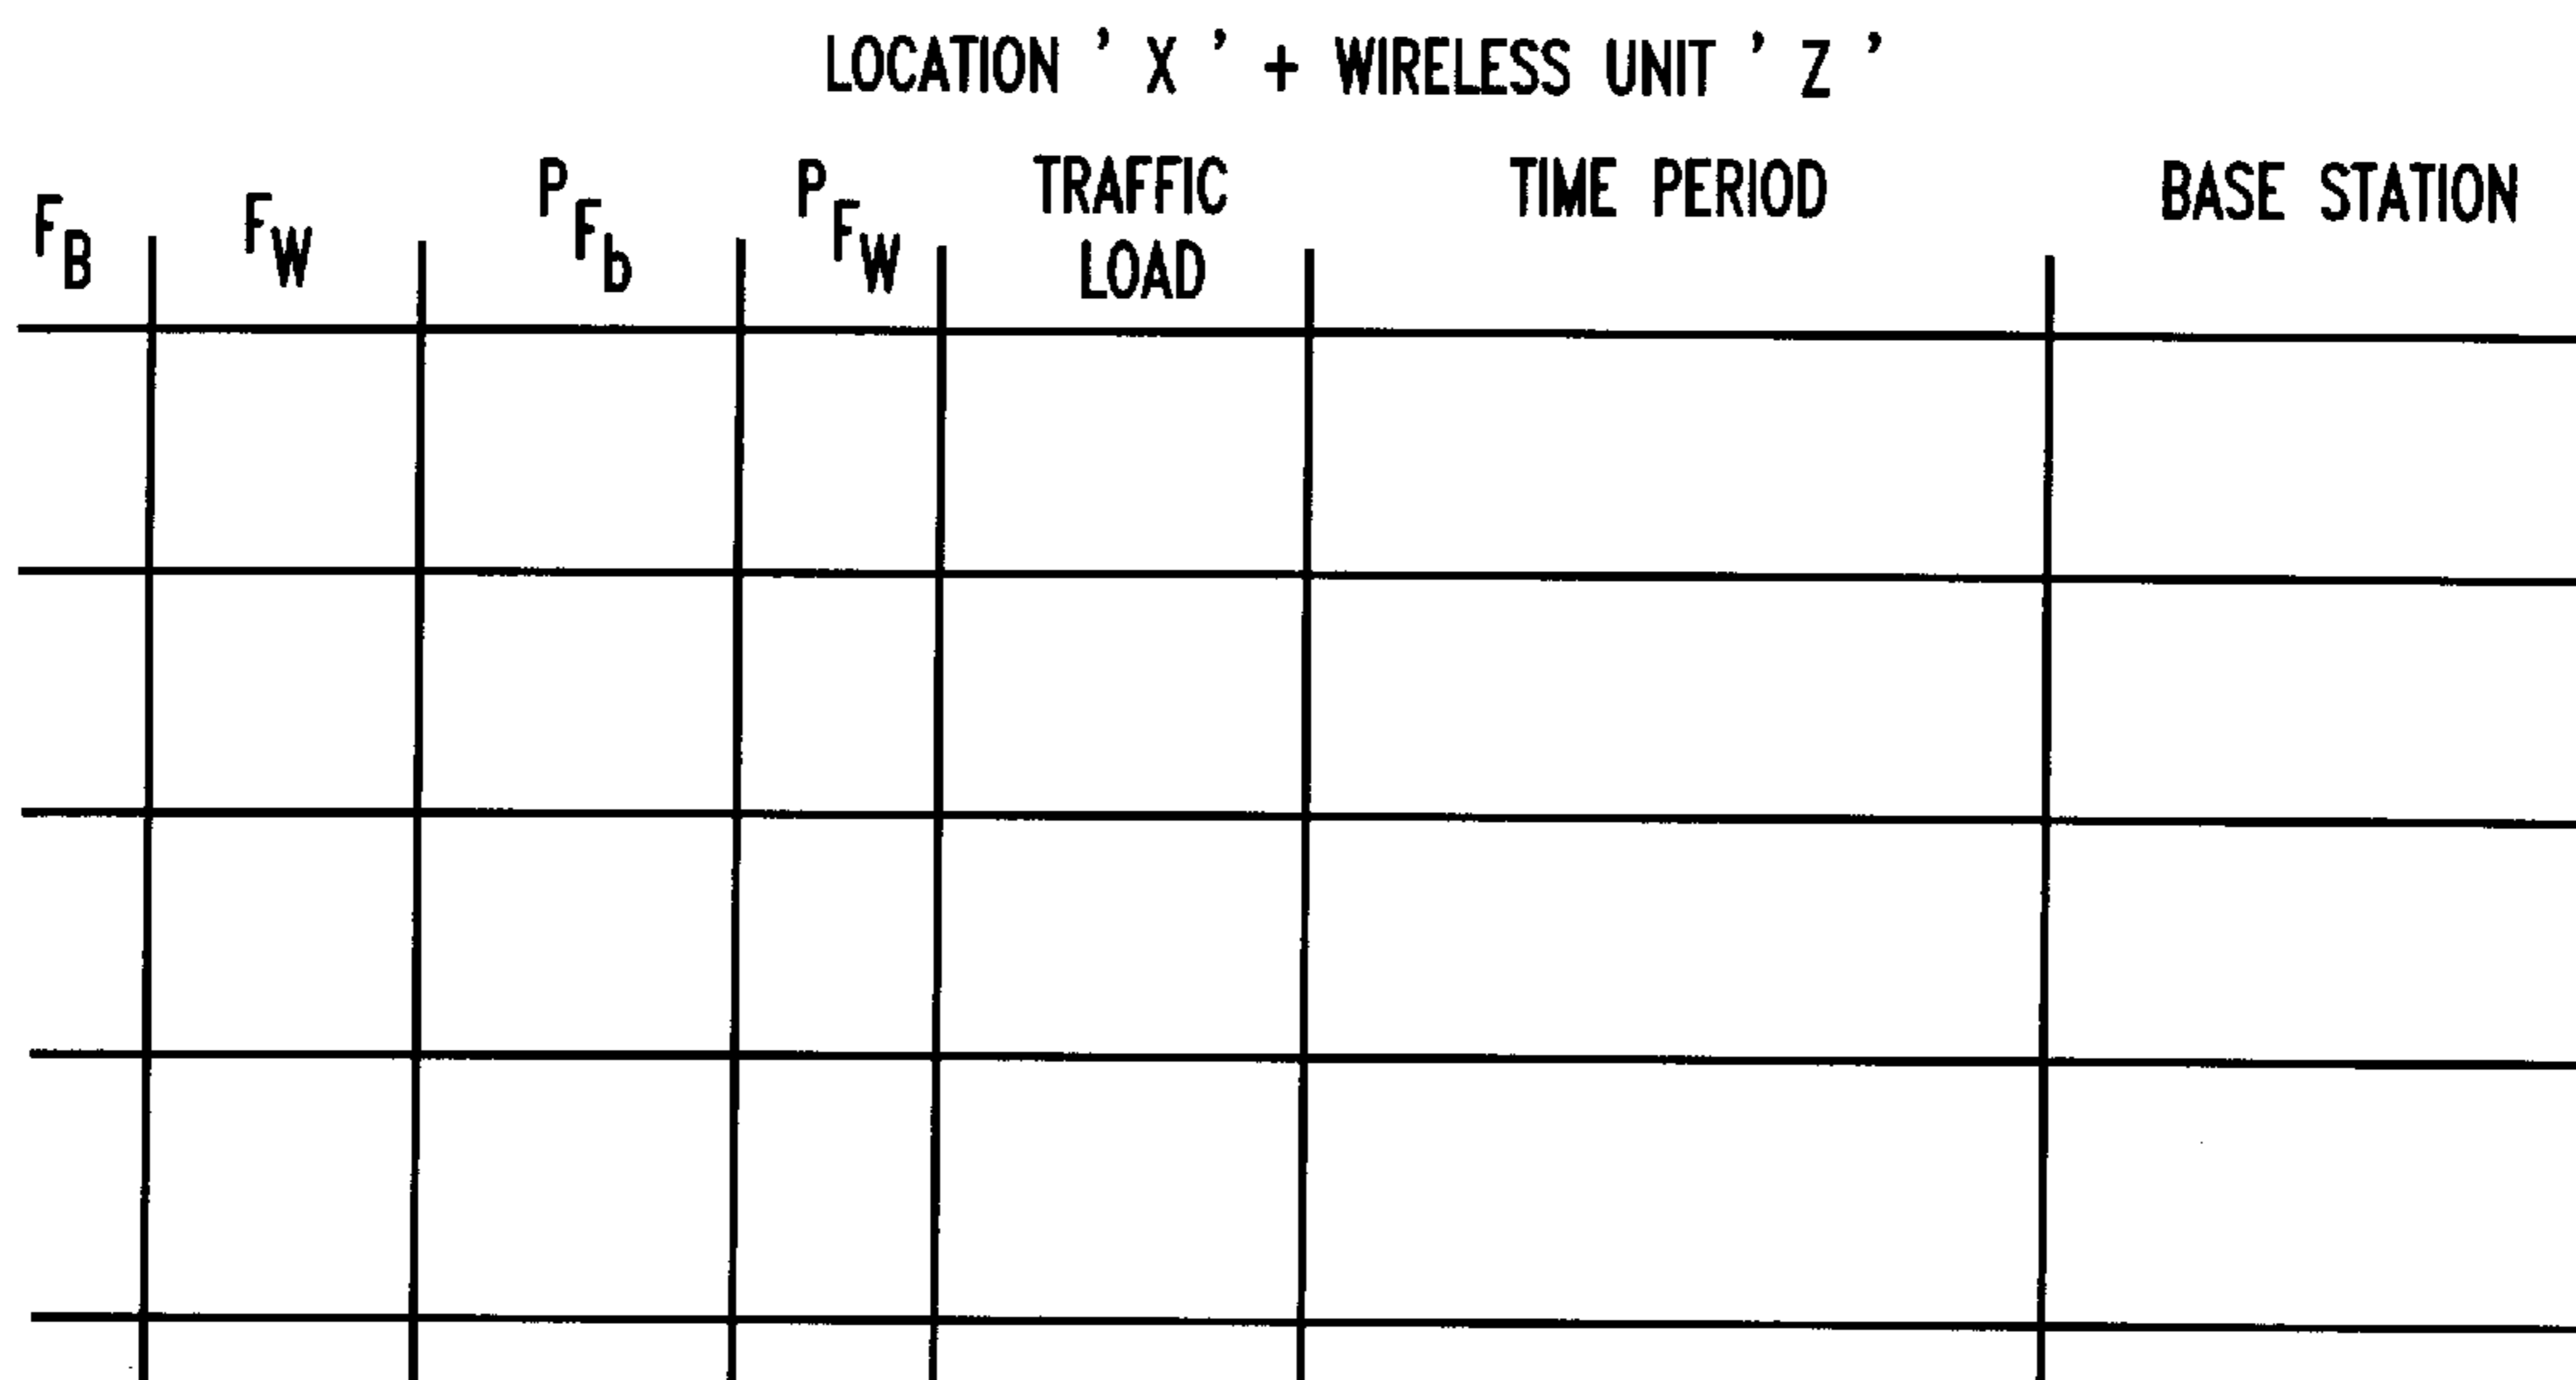 LOCATION ' X ' + WIRELESS UNIT ' Z '
F_B F_W P_F_b P_F_W TRAFFIC LOAD TIME PERIOD BASE STATION